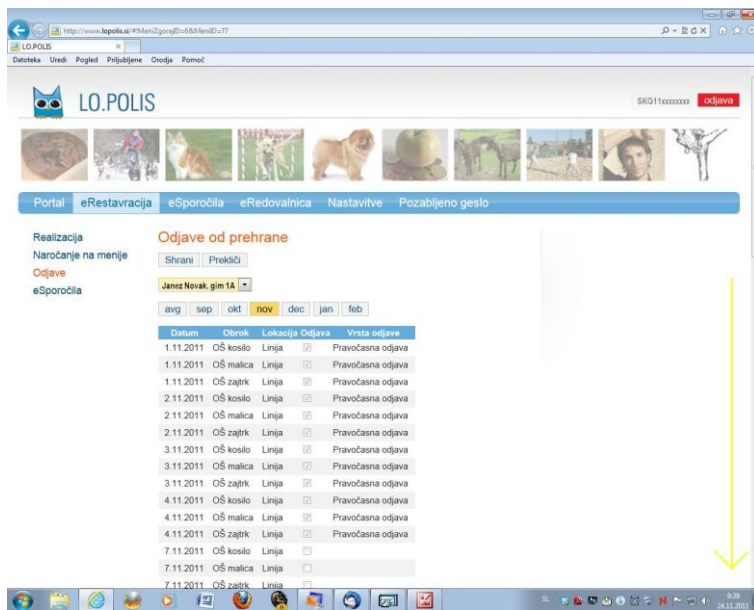 http://www.lopolis.si/#!MeniZgorajID=6&MeniID=77
LO.POLIS
Datoteka Uredi Pogled Priljubljene Orodja Pomoč
LO.POLIS
SKG11xxxxxxxx odjava
Portal eRestavracija eSporočila eRedovalnica Nastavitve Pozabljeno geslo
Realizacija
Naročanje na menije
Odjave
eSporočila
Odjave od prehrane
Shrani Prekliči
Janez Novak, gim 1A
avg sep okt nov dec jan feb
Datum Obrok Lokacija Odjava Vrsta odjave
1.11.2011 OŠ kosilo Linija Pravočasna odjava
1.11.2011 OŠ malica Linija Pravočasna odjava
1.11.2011 OŠ zajtrk Linija Pravočasna odjava
2.11.2011 OŠ kosilo Linija Pravočasna odjava
2.11.2011 OŠ malica Linija Pravočasna odjava
2.11.2011 OŠ zajtrk Linija Pravočasna odjava
3.11.2011 OŠ kosilo Linija Pravočasna odjava
3.11.2011 OŠ malica Linija Pravočasna odjava
3.11.2011 OŠ zajtrk Linija Pravočasna odjava
4.11.2011 OŠ kosilo Linija Pravočasna odjava
4.11.2011 OŠ malica Linija Pravočasna odjava
4.11.2011 OŠ zajtrk Linija Pravočasna odjava
7.11.2011 OŠ kosilo Linija
7.11.2011 OŠ malica Linija
7.11.2011 OŠ zajtrk Linija
SL
9:39
24.11.2011